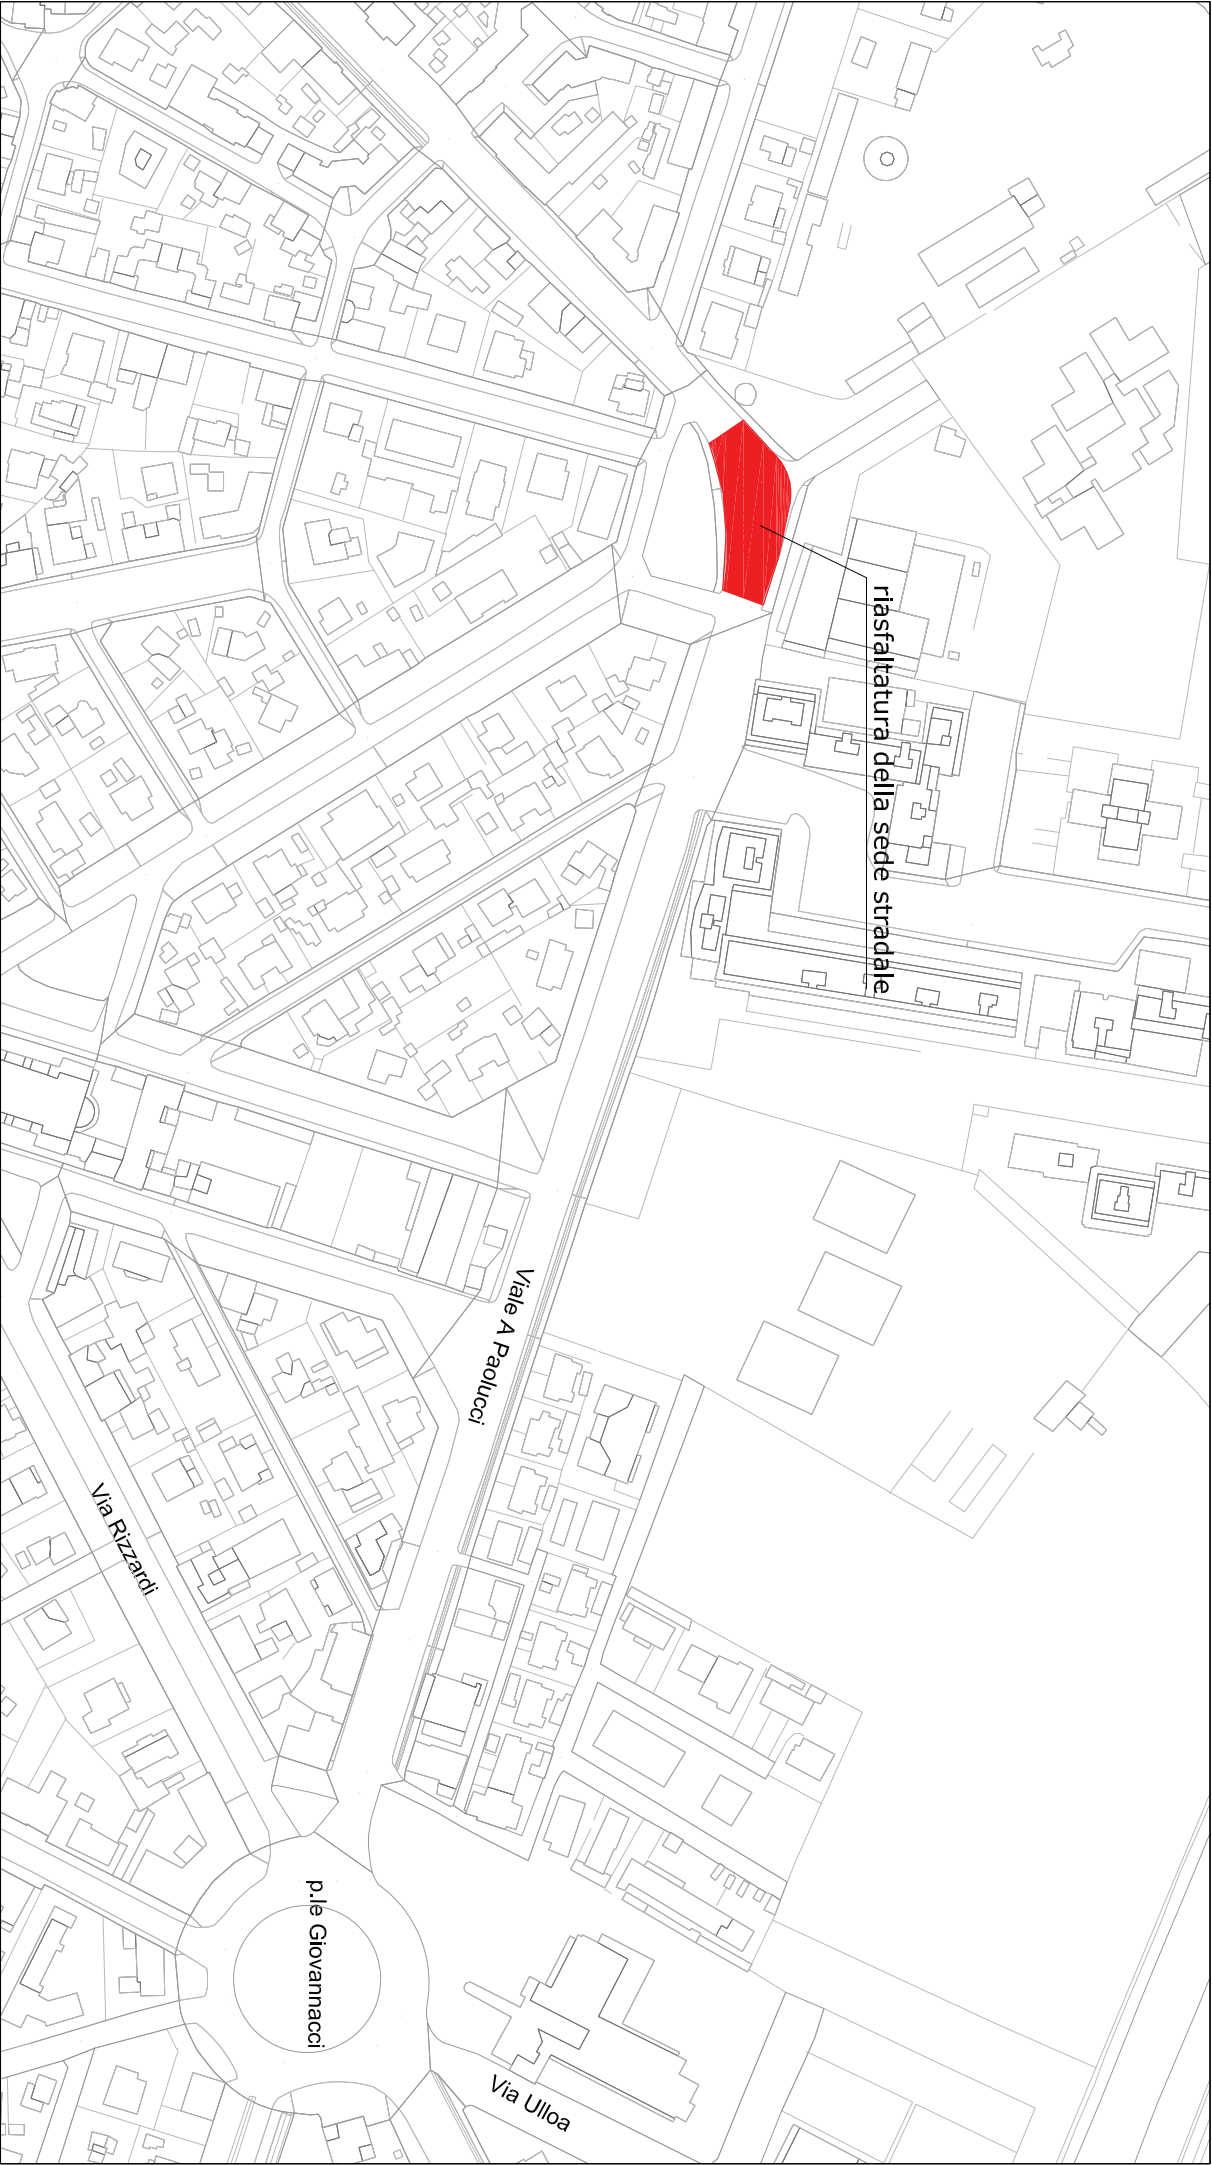 riasfaltatura della sede stradale
Viale A Paolucci
Via Rizzardi
p.le Giovannacci
Via Ulloa